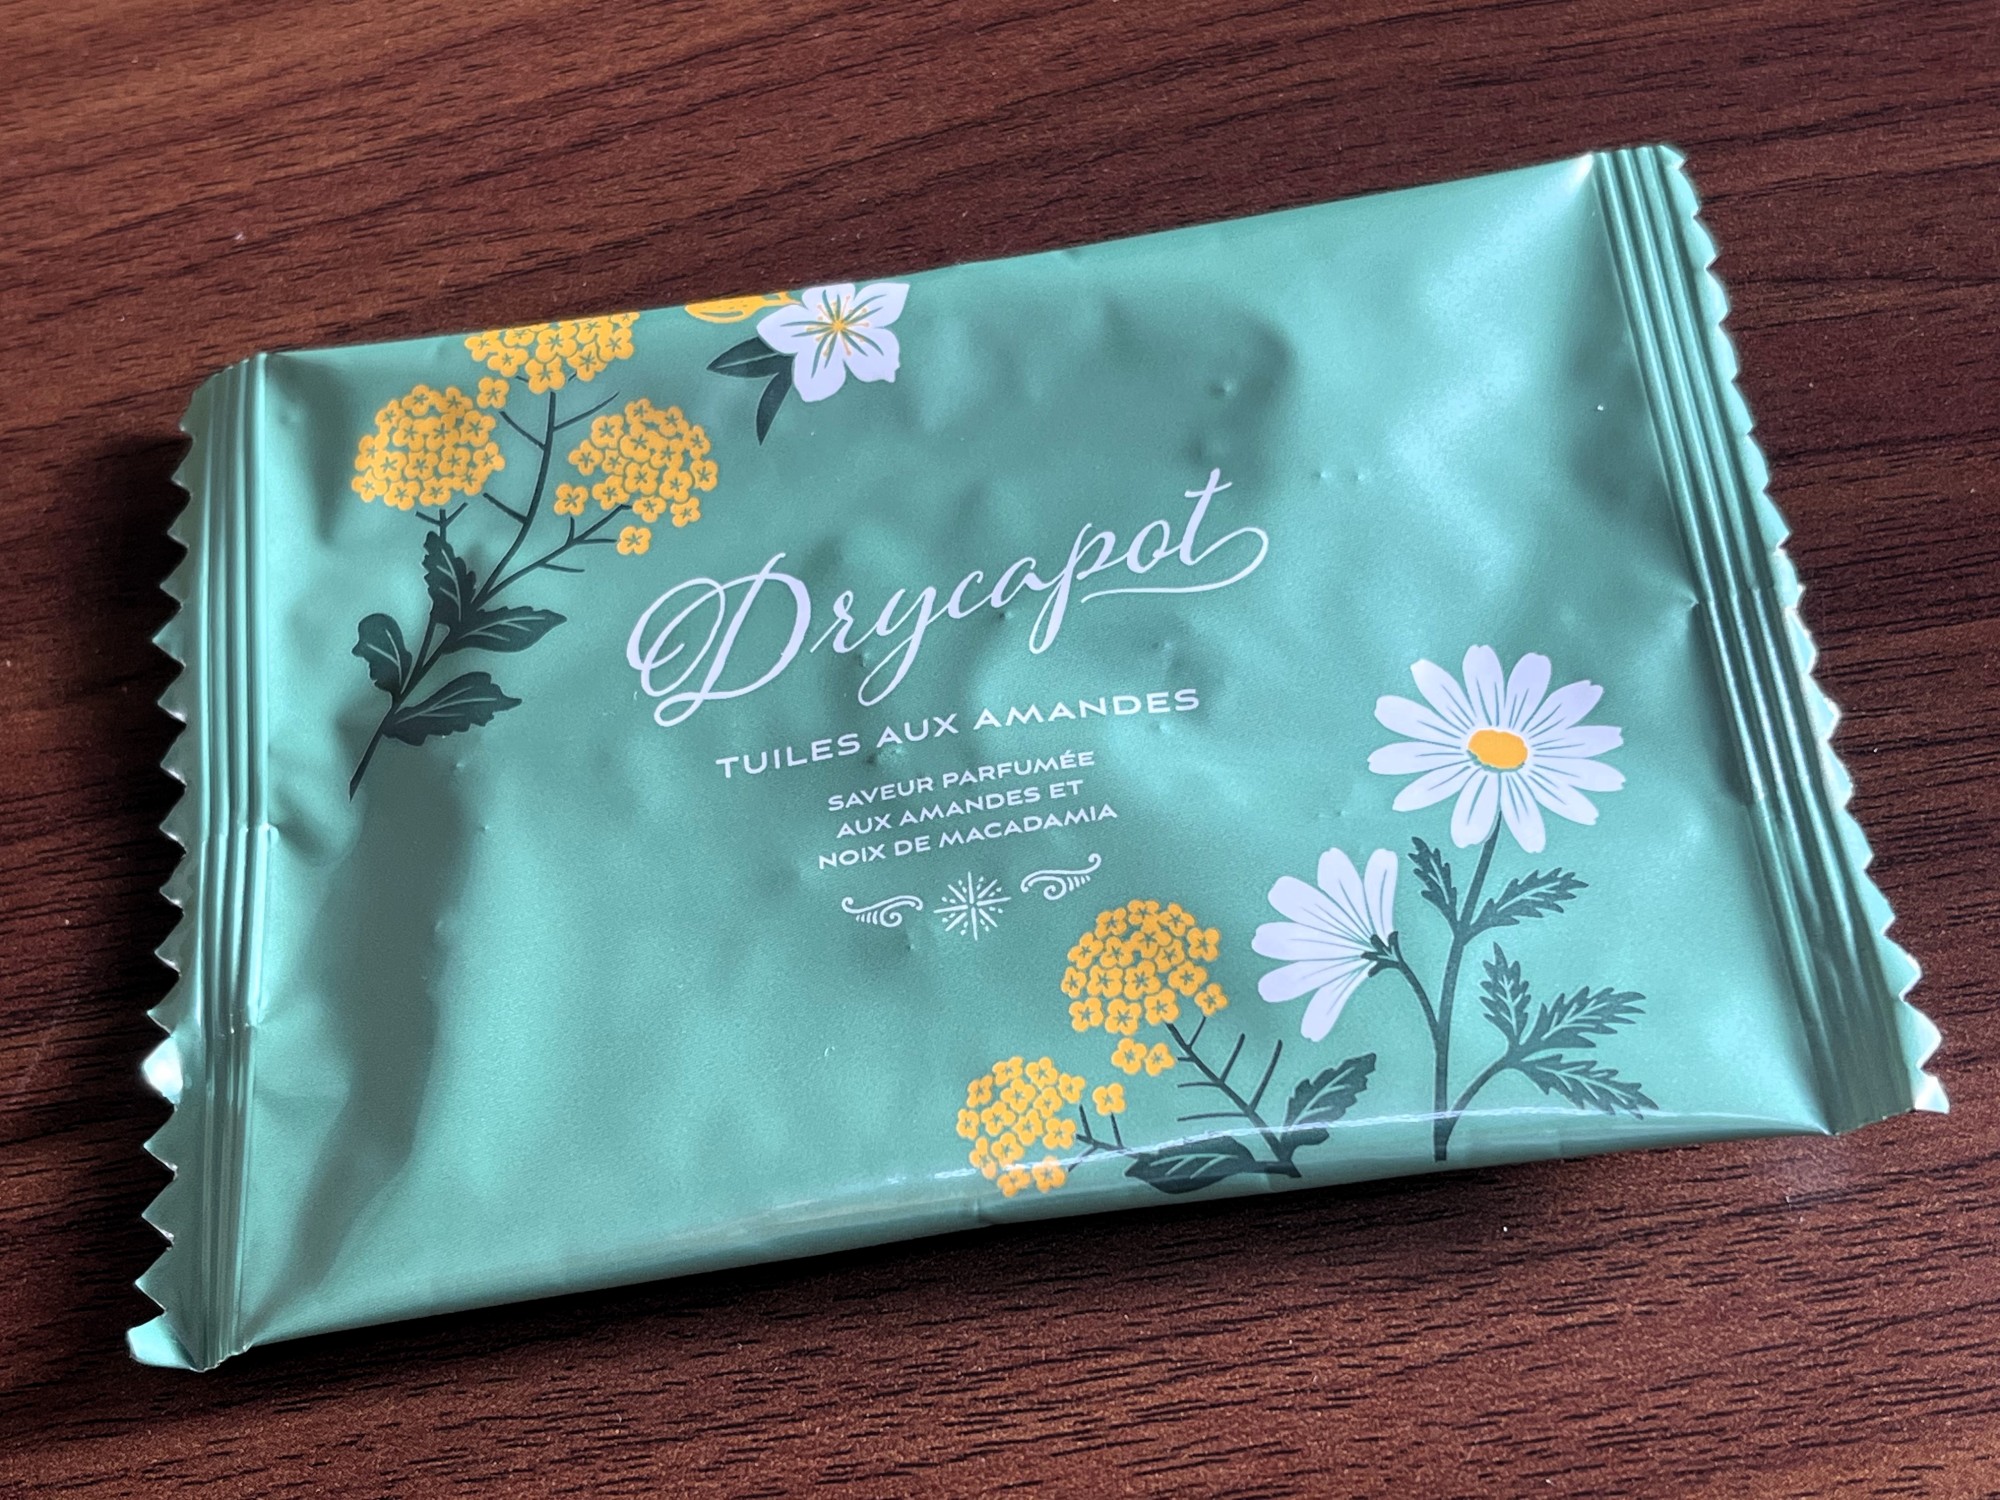 Drycapot
TUILES AUX AMANDES
SAVEUR PARFUMÉE
AUX AMANDES ET
NOIX DE MACADAMIA